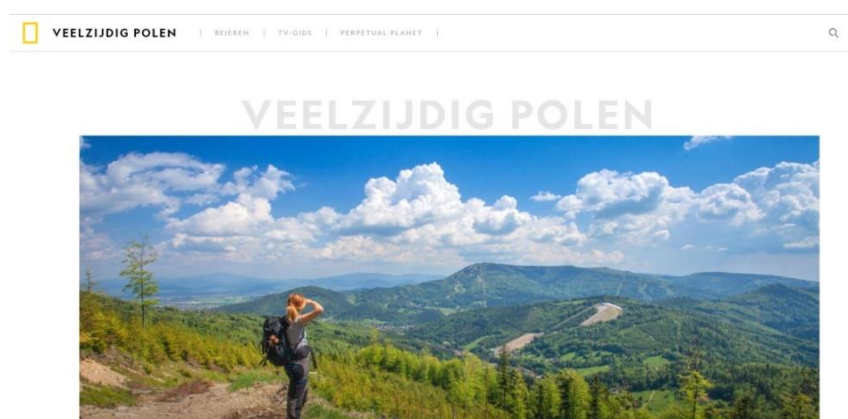 VEELZIJDIG POLEN | BEIEREN | TV-GIDS | PERPETUAL PLANET |
VEELZIJDIG POLEN